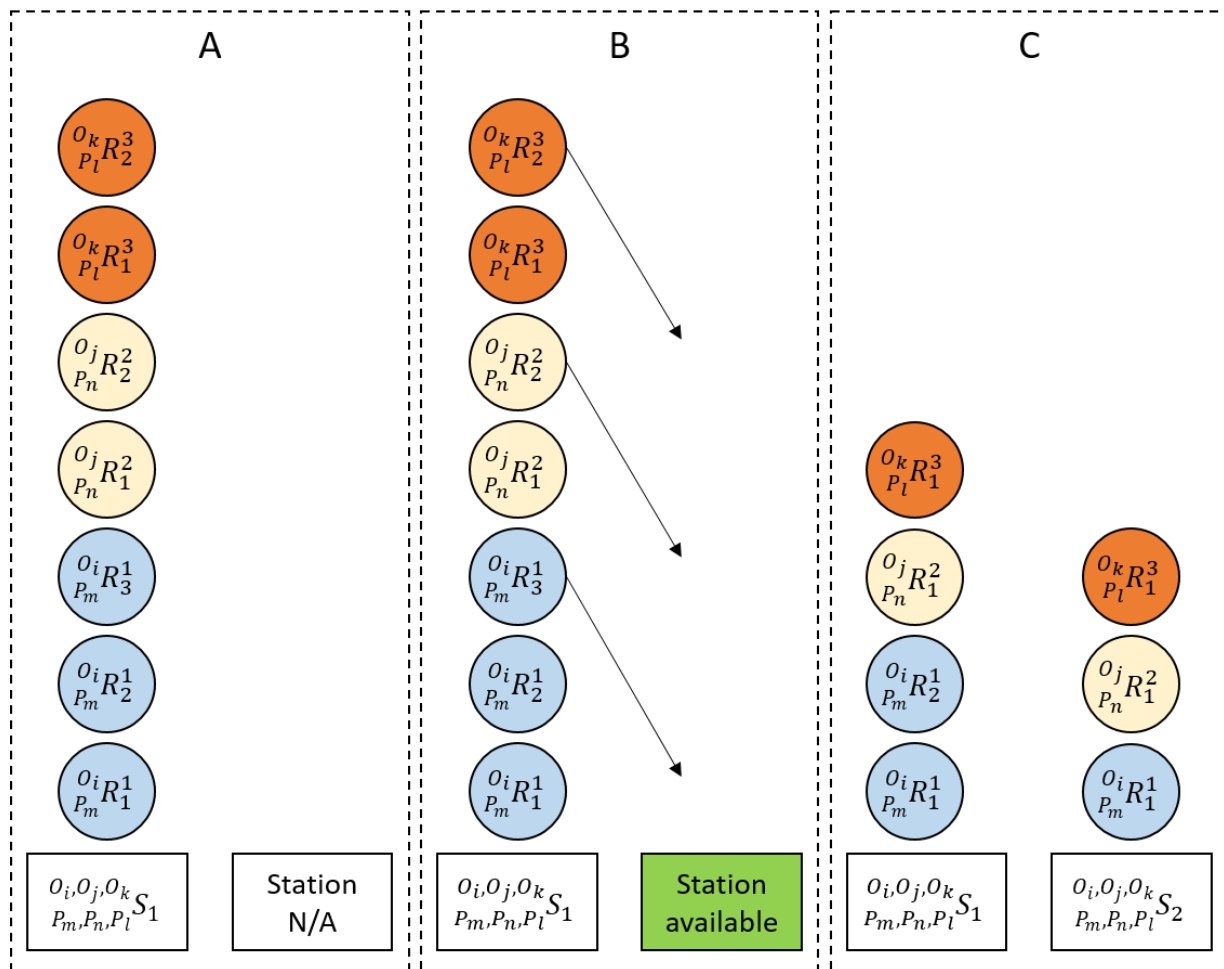 A
B
C
O_k P_l R_2^3
O_k P_l R_1^3
O_j P_n R_2^2
O_j P_n R_1^2
O_i P_m R_3^1
O_i P_m R_2^1
O_i P_m R_1^1
O_i,O_j,O_k P_m,P_n,P_l S_1
Station
N/A
O_k P_l R_2^3
O_k P_l R_1^3
O_j P_n R_2^2
O_j P_n R_1^2
O_i P_m R_3^1
O_i P_m R_2^1
O_i P_m R_1^1
O_i,O_j,O_k P_m,P_n,P_l S_1
Station
available
O_k P_l R_1^3
O_j P_n R_1^2
O_i P_m R_2^1
O_i P_m R_1^1
O_i,O_j,O_k P_m,P_n,P_l S_1
O_k P_l R_1^3
O_j P_n R_1^2
O_i P_m R_1^1
O_i,O_j,O_k P_m,P_n,P_l S_2